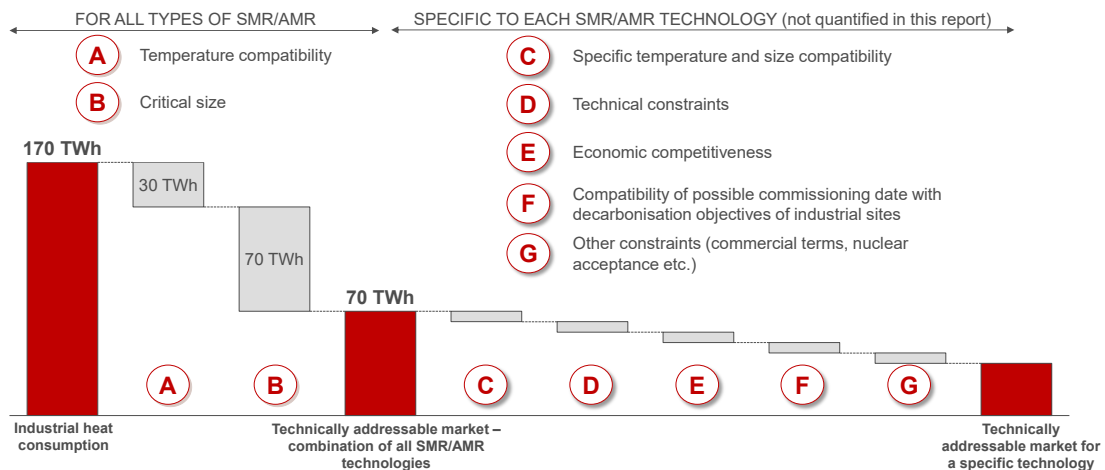 FOR ALL TYPES OF SMR/AMR
SPECIFIC TO EACH SMR/AMR TECHNOLOGY (not quantified in this report)
A
Temperature compatibility
B
Critical size
C
Specific temperature and size compatibility
D
Technical constraints
E
Economic competitiveness
F
Compatibility of possible commissioning date with
decarbonisation objectives of industrial sites
G
Other constraints (commercial terms, nuclear
acceptance etc.)
170 TWh
30 TWh
70 TWh
70 TWh
A
B
C
D
E
F
G
Industrial heat
consumption
Technically addressable market –
combination of all SMR/AMR
technologies
Technically
addressable market for
a specific technology